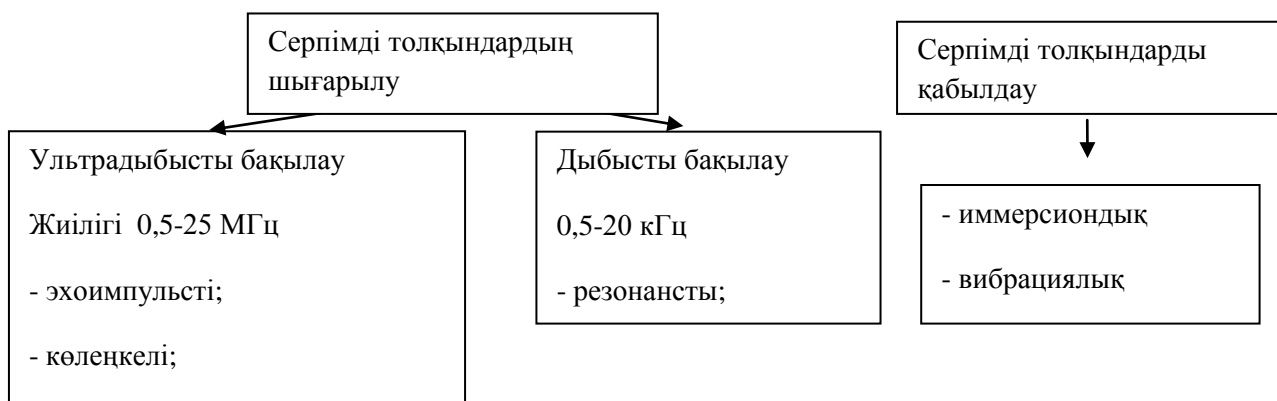 Серпімді толқындардың
шығарылу
Серпімді толқындарды
қабылдау
Ультрадыбысты бақылау
Жиілігі 0,5-25 МГц
- эхоимпульсті;
- көлеңкелі;
Дыбысты бақылау
0,5-20 кГц
- резонансты;
- иммерсиондық
- вибрациялық